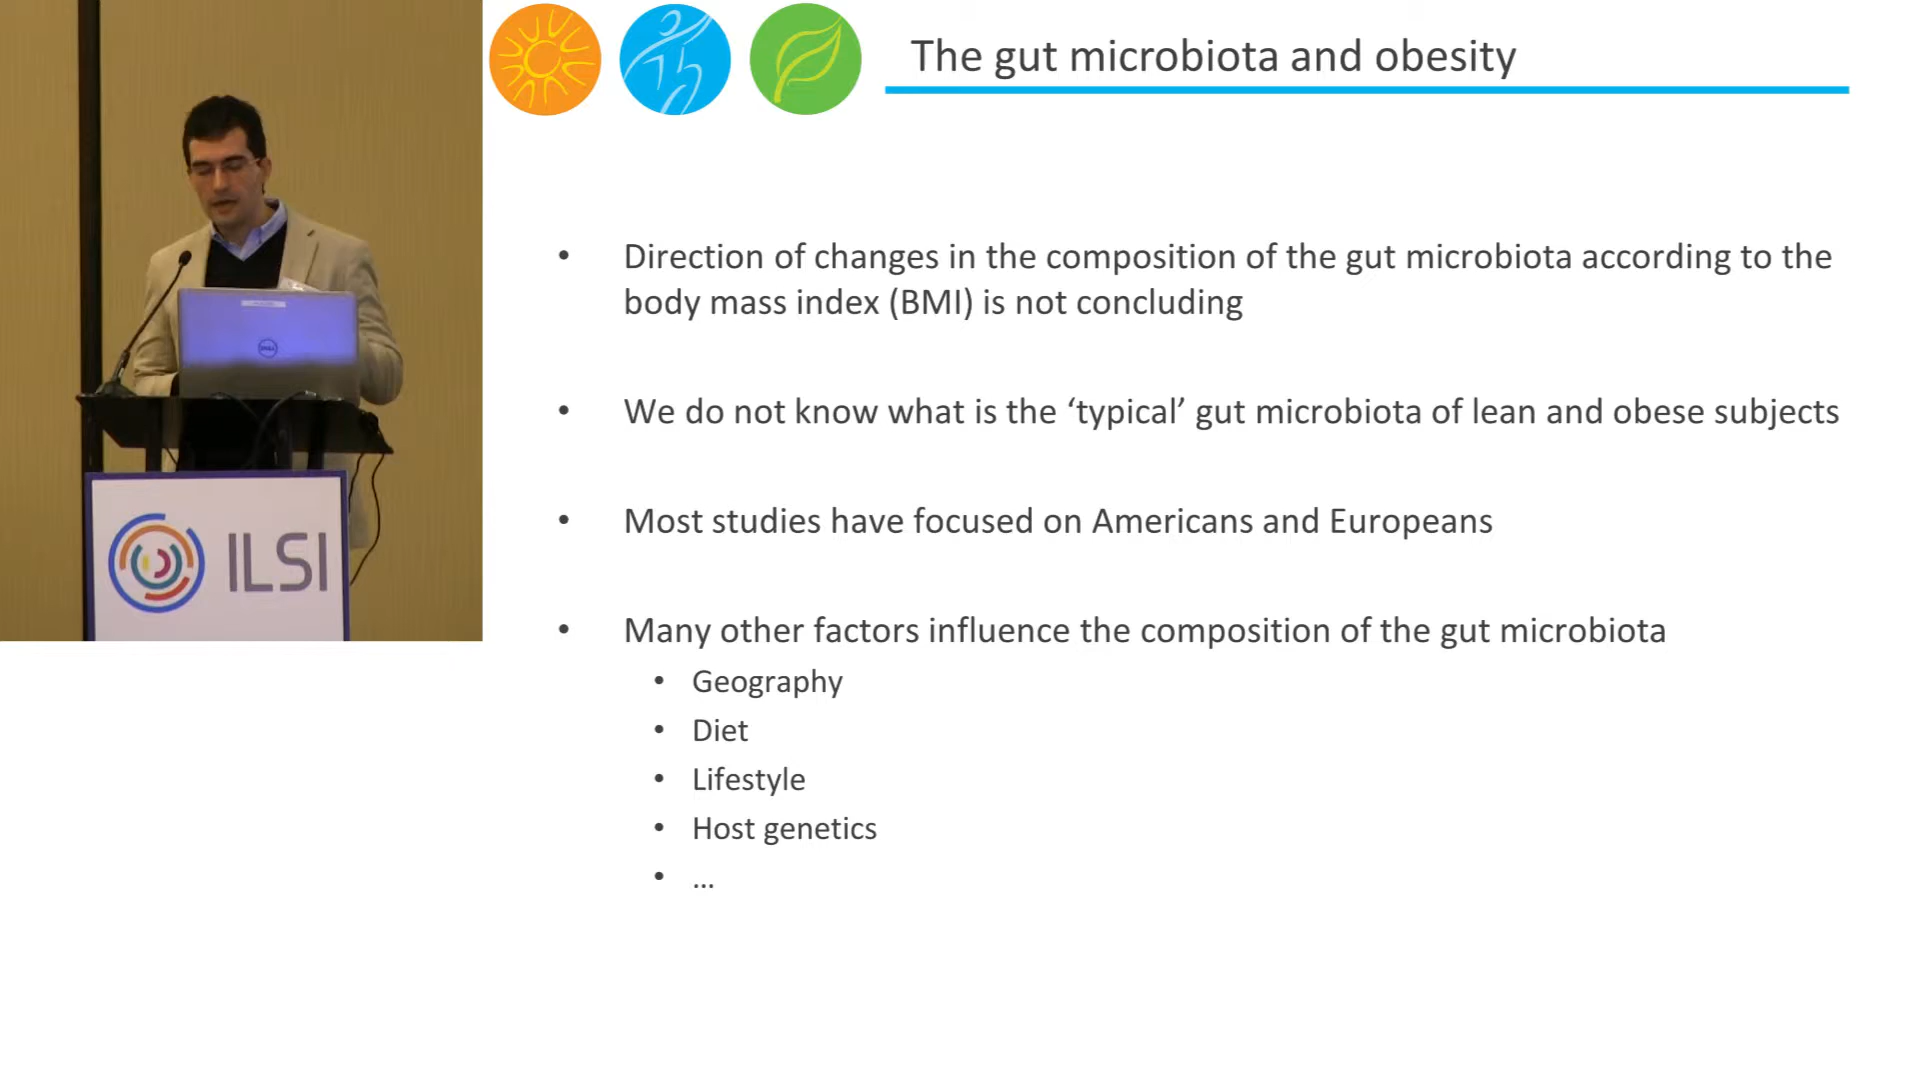 The gut microbiota and obesity
• Direction of changes in the composition of the gut microbiota according to the
body mass index (BMI) is not concluding
• We do not know what is the ‘typical’ gut microbiota of lean and obese subjects
• Most studies have focused on Americans and Europeans
• Many other factors influence the composition of the gut microbiota
• Geography
• Diet
• Lifestyle
• Host genetics
• ...
DELL
ILSI